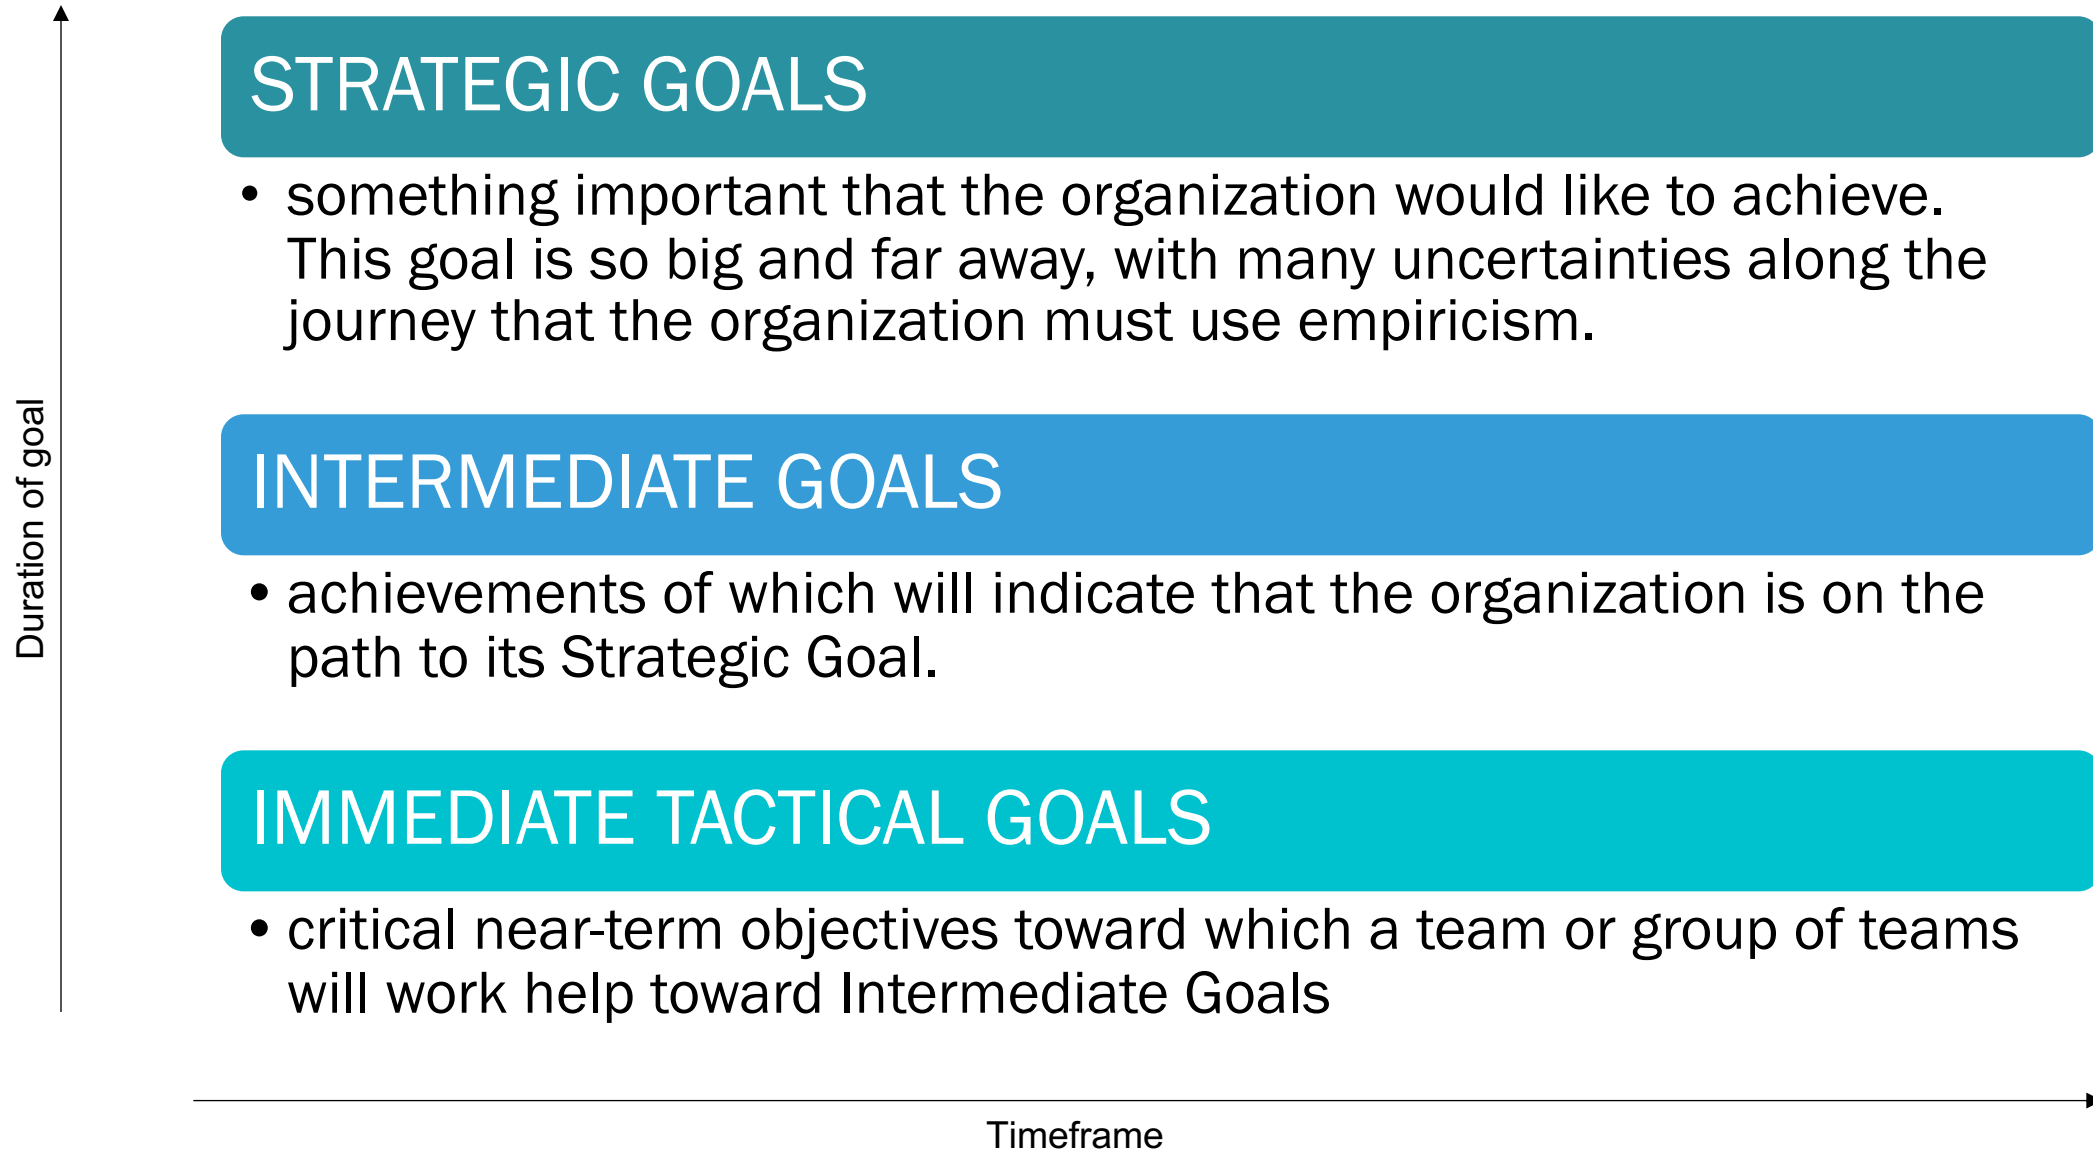 STRATEGIC GOALS
• something important that the organization would like to achieve.
This goal is so big and far away, with many uncertainties along the
journey that the organization must use empiricism.
Duration of goal
INTERMEDIATE GOALS
• achievements of which will indicate that the organization is on the
path to its Strategic Goal.
IMMEDIATE TACTICAL GOALS
• critical near-term objectives toward which a team or group of teams
will work help toward Intermediate Goals
Timeframe